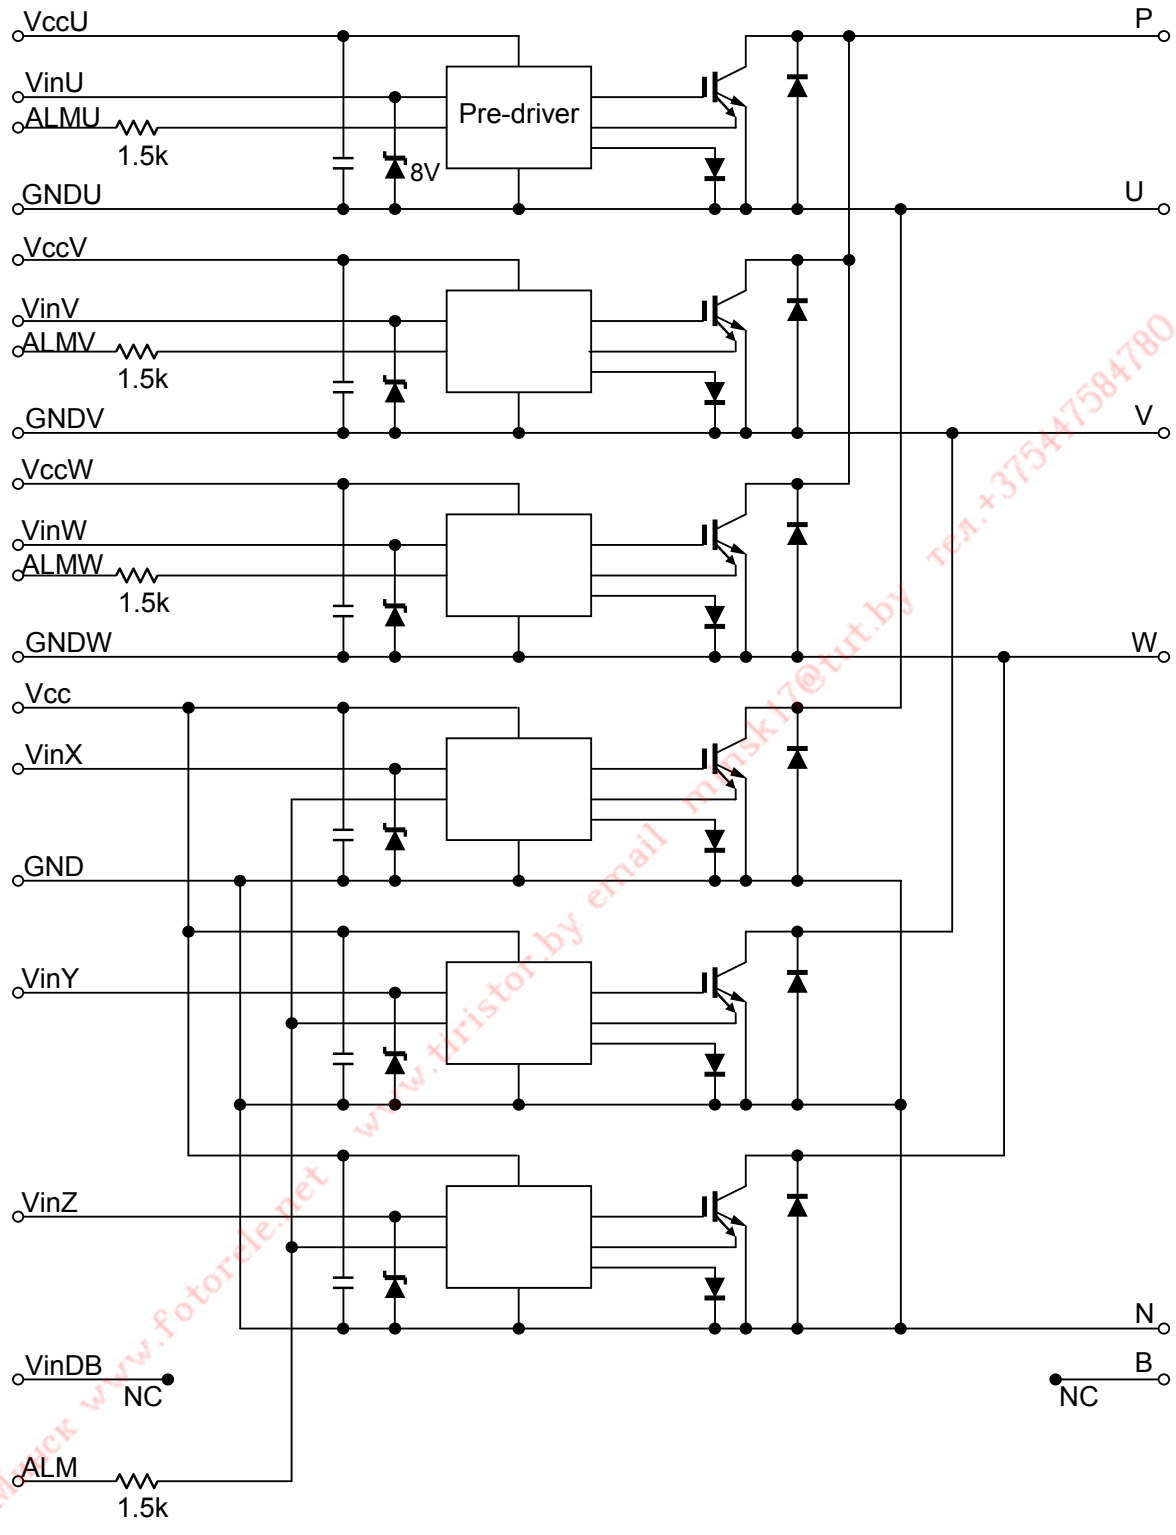 VccU
P
VinU
ALMU
Pre-driver
1.5k
8V
GNDU
U
VccV
VinV
ALMV
1.5k
GNDV
V
VccW
VinW
ALMW
1.5k
GNDW
W
Vcc
VinX
GND
VinY
VinZ
N
VinDB
NC
B
NC
ALM
1.5k
Минск www.fotorele.net www.tiristor.by email minsk17@tut.by тел.+375447584780